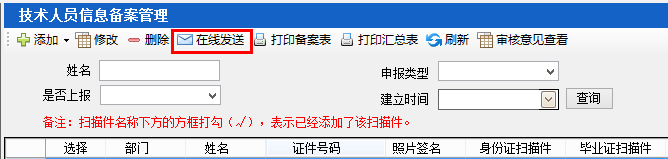 技术人员信息备案管理
添加 修改 删除 在线发送 打印备案表 打印汇总表 刷新 审核意见查看
姓名 申报类型
是否上报 建立时间 查询
备注：扫描件名称下方的方框打勾（√），表示已经添加了该扫描件。
选择 部门 姓名 证件号码 照片签名 身份证扫描件 毕业证扫描件